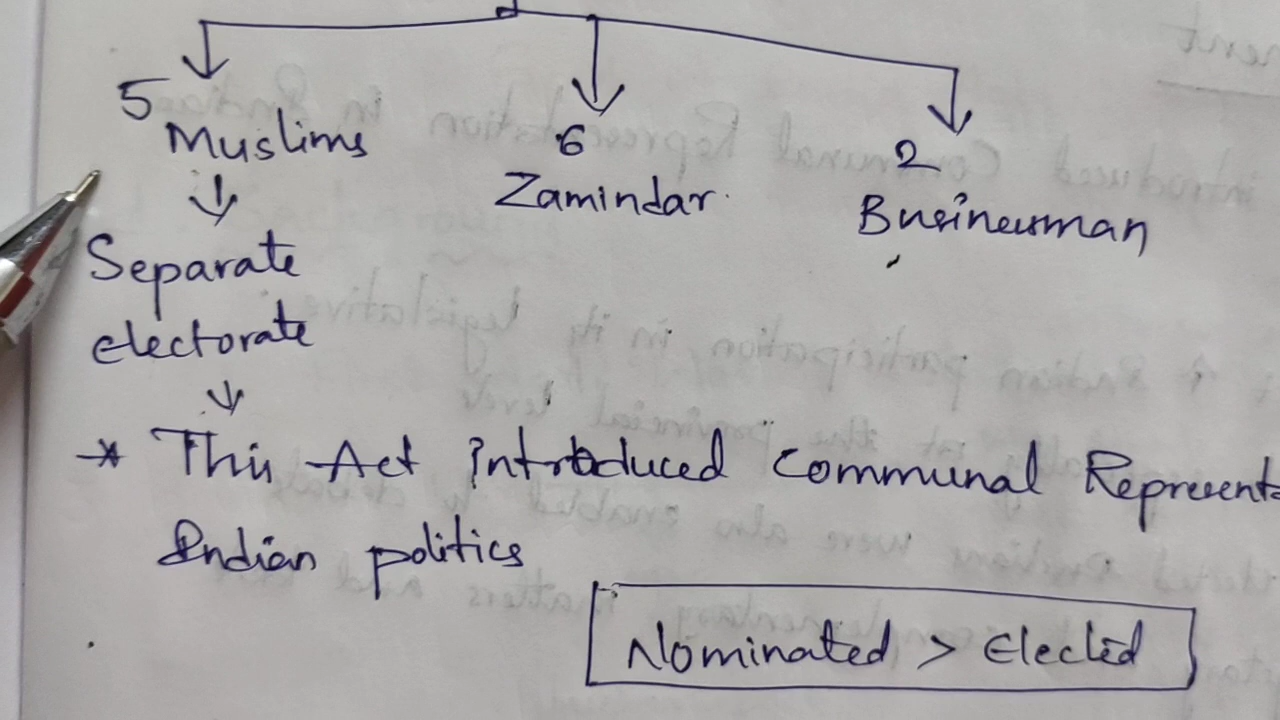 5
Muslims
6
Zamindar
2
Businessman
Separate
electorate
* This Act introduced Communal Representa
Indian politics
Nominated > Elected